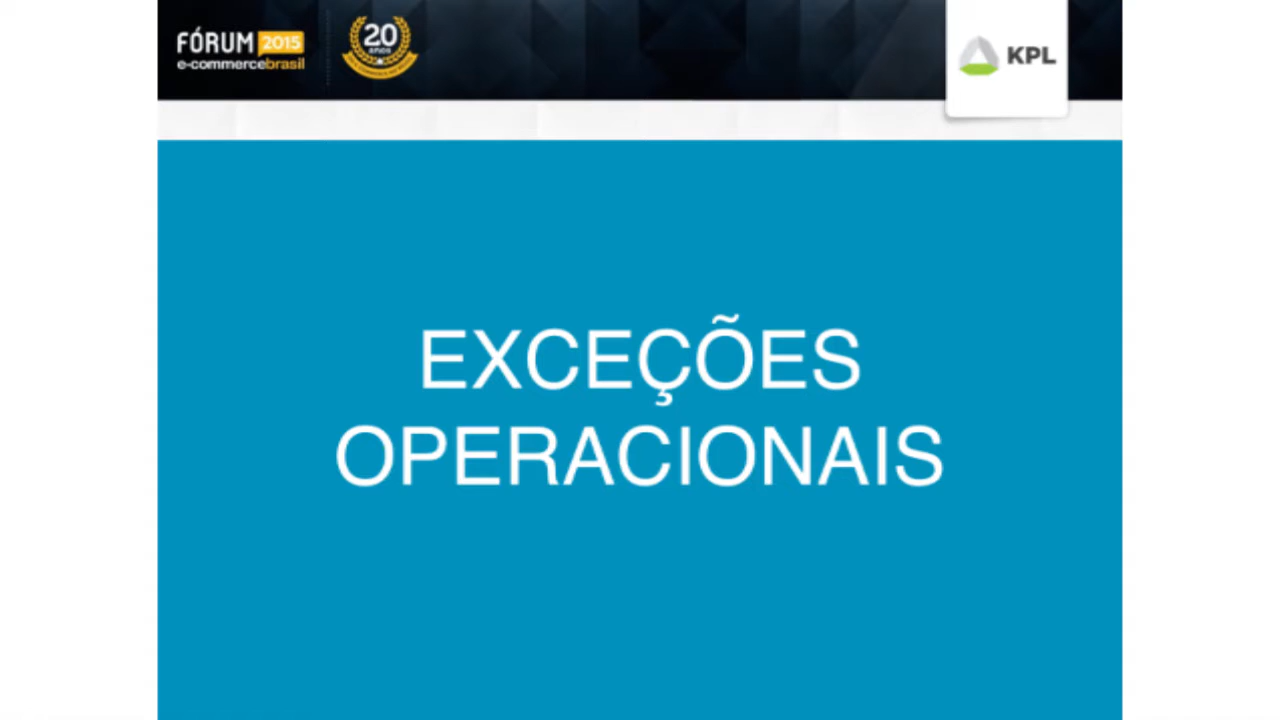 FÓRUM 2015
e-commercebrasil
20
anos
KPL
EXCEÇÕES
OPERACIONAIS